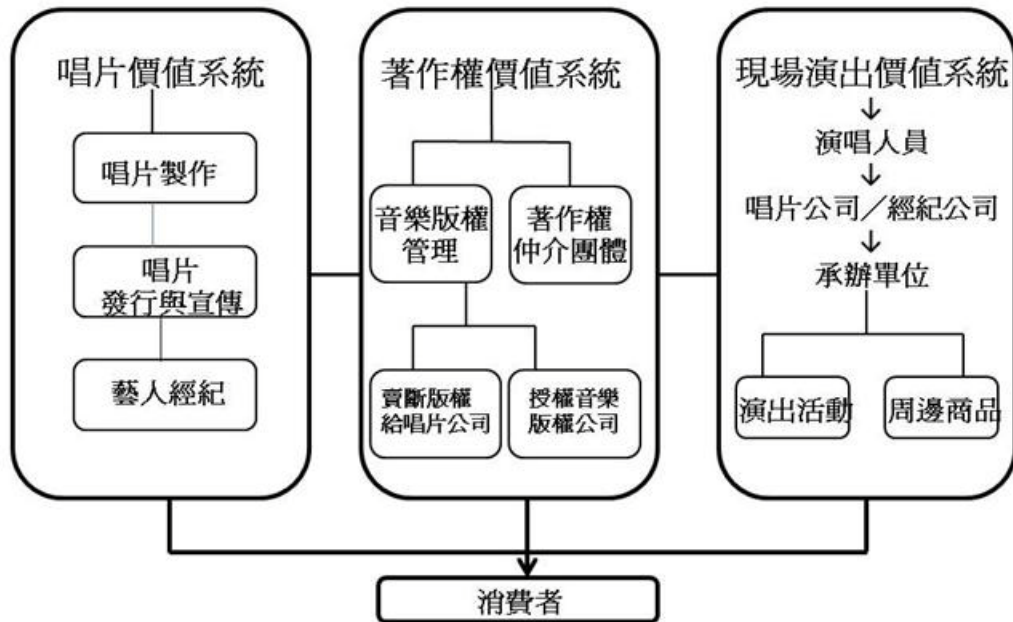 唱片價值系統
唱片製作
唱片
發行與宣傳
藝人經紀
著作權價值系統
音樂版權
管理
著作權
仲介團體
賣斷版權
給唱片公司
授權音樂
版權公司
現場演出價值系統
演唱人員
唱片公司／經紀公司
承辦單位
演出活動
周邊商品
消費者